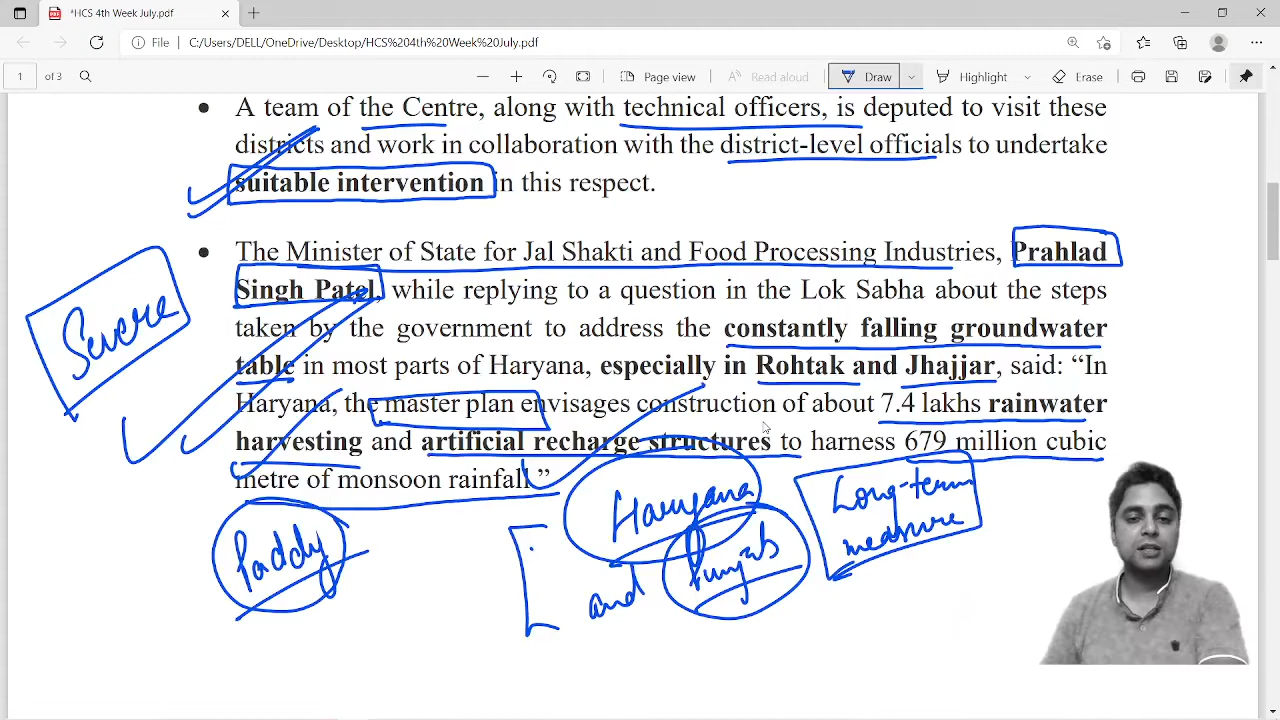 *HCS 4th Week July.pdf
File
C:/Users/DELL/OneDrive/Desktop/HCS%204th%20Week%20July.pdf
1 of 3
Page view
Read aloud
Draw
Highlight
Erase
• A team of the Centre, along with technical officers, is deputed to visit these
districts and work in collaboration with the district-level officials to undertake
suitable intervention in this respect.
• The Minister of State for Jal Shakti and Food Processing Industries, Prahlad
Singh Patel, while replying to a question in the Lok Sabha about the steps
taken by the government to address the constantly falling groundwater
table in most parts of Haryana, especially in Rohtak and Jhajjar, said: “In
Haryana, the master plan envisages construction of about 7.4 lakhs rainwater
harvesting and artificial recharge structures to harness 679 million cubic
metre of monsoon rainfall.”
Severe
Paddy
Haryana
and Punjab
Long-term
measure